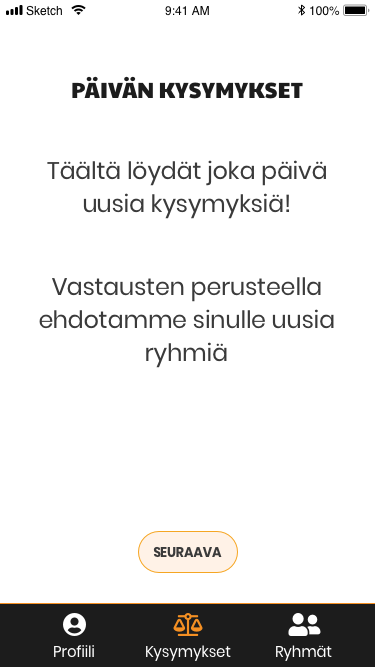 Sketch 9:41 AM 100%
PÄIVÄN KYSYMYKSET
Täältä löydät joka päivä
uusia kysymyksiä!
Vastausten perusteella
ehdotamme sinulle uusia
ryhmiä
SEURAAVA
Profiili Kysymykset Ryhmät